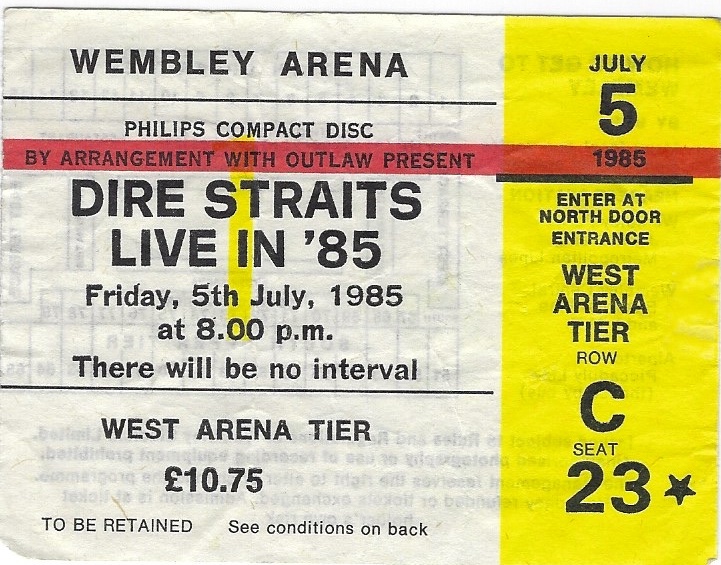 WEMBLEY ARENA
PHILIPS COMPACT DISC
BY ARRANGEMENT WITH OUTLAW PRESENT
DIRE STRAITS
LIVE IN '85
Friday, 5th July, 1985
at 8.00 p.m.
There will be no interval
WEST ARENA TIER
£10.75
TO BE RETAINED See conditions on back
JULY
5
1985
ENTER AT
NORTH DOOR
ENTRANCE
WEST
ARENA
TIER
ROW
C
SEAT
23★